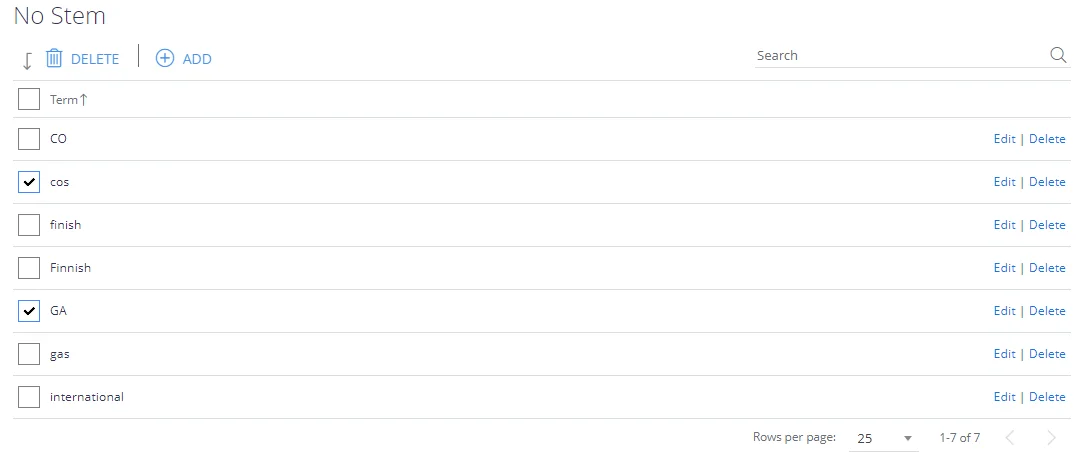 No Stem
DELETE | ADD
Search
Term↑
CO Edit | Delete
cos Edit | Delete
finish Edit | Delete
Finnish Edit | Delete
GA Edit | Delete
gas Edit | Delete
international Edit | Delete
Rows per page: 25 1-7 of 7